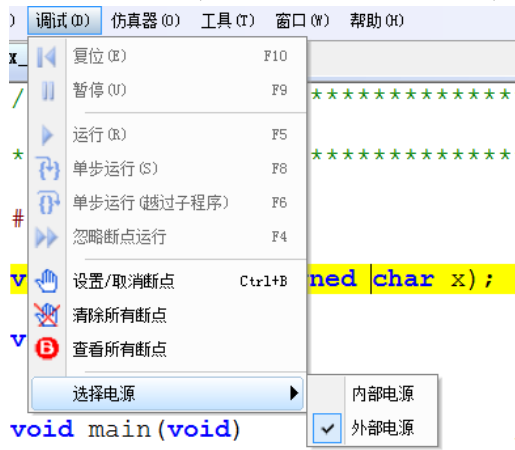 ) 调试(D) 仿真器(O) 工具(T) 窗口(W) 帮助(H)
x_
复位(E) F10
/ *************
暂停(U) F9
运行(R) F5
* *************
单步运行(S) F8
单步运行(越过子程序) F6
#
忽略断点运行 F4
v 设置/取消断点 Ctrl+B ned char x);
清除所有断点
v
B 查看所有断点
选择电源 内部电源
void main(void) 外部电源